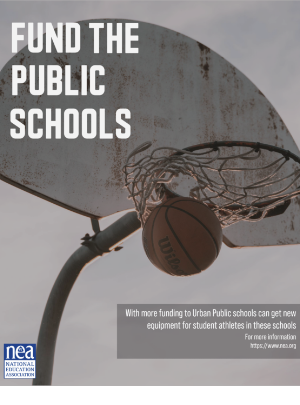 FUND THE
PUBLIC
SCHOOLS
With more funding to Urban Public schools can get new
equipment for student athletes in these schools
For more information
https://www.nea.org
nea
NATIONAL
EDUCATION
ASSOCIATION